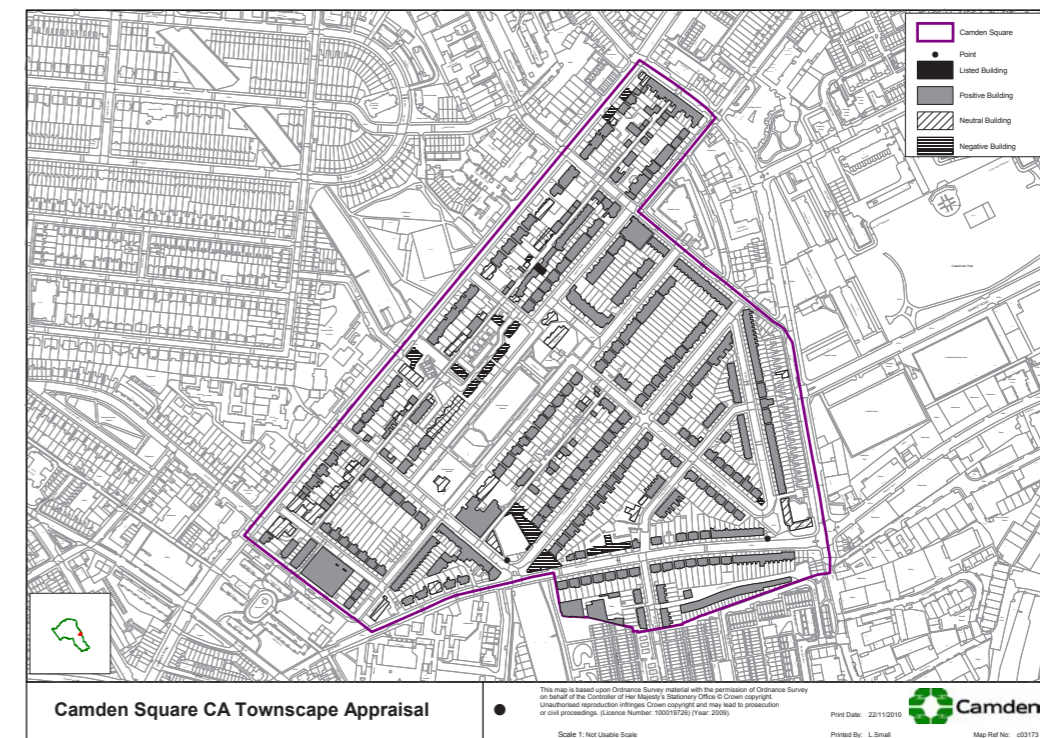 Camden Square
Point
Listed Building
Positive Building
Neutral Building
Negative Building
Camden Square CA Townscape Appraisal
This map is based upon Ordnance Survey material with the permission of Ordnance Survey
on behalf of the Controller of Her Majesty's Stationery Office © Crown copyright.
Unauthorised reproduction infringes Crown copyright and may lead to prosecution
or civil proceedings. (Licence Number: 100019726) (Year: 2009).
Scale 1: Not Usable Scale
Print Date: 22/11/2010
Printed By: L.Small
Camden
Map Ref No: c03173